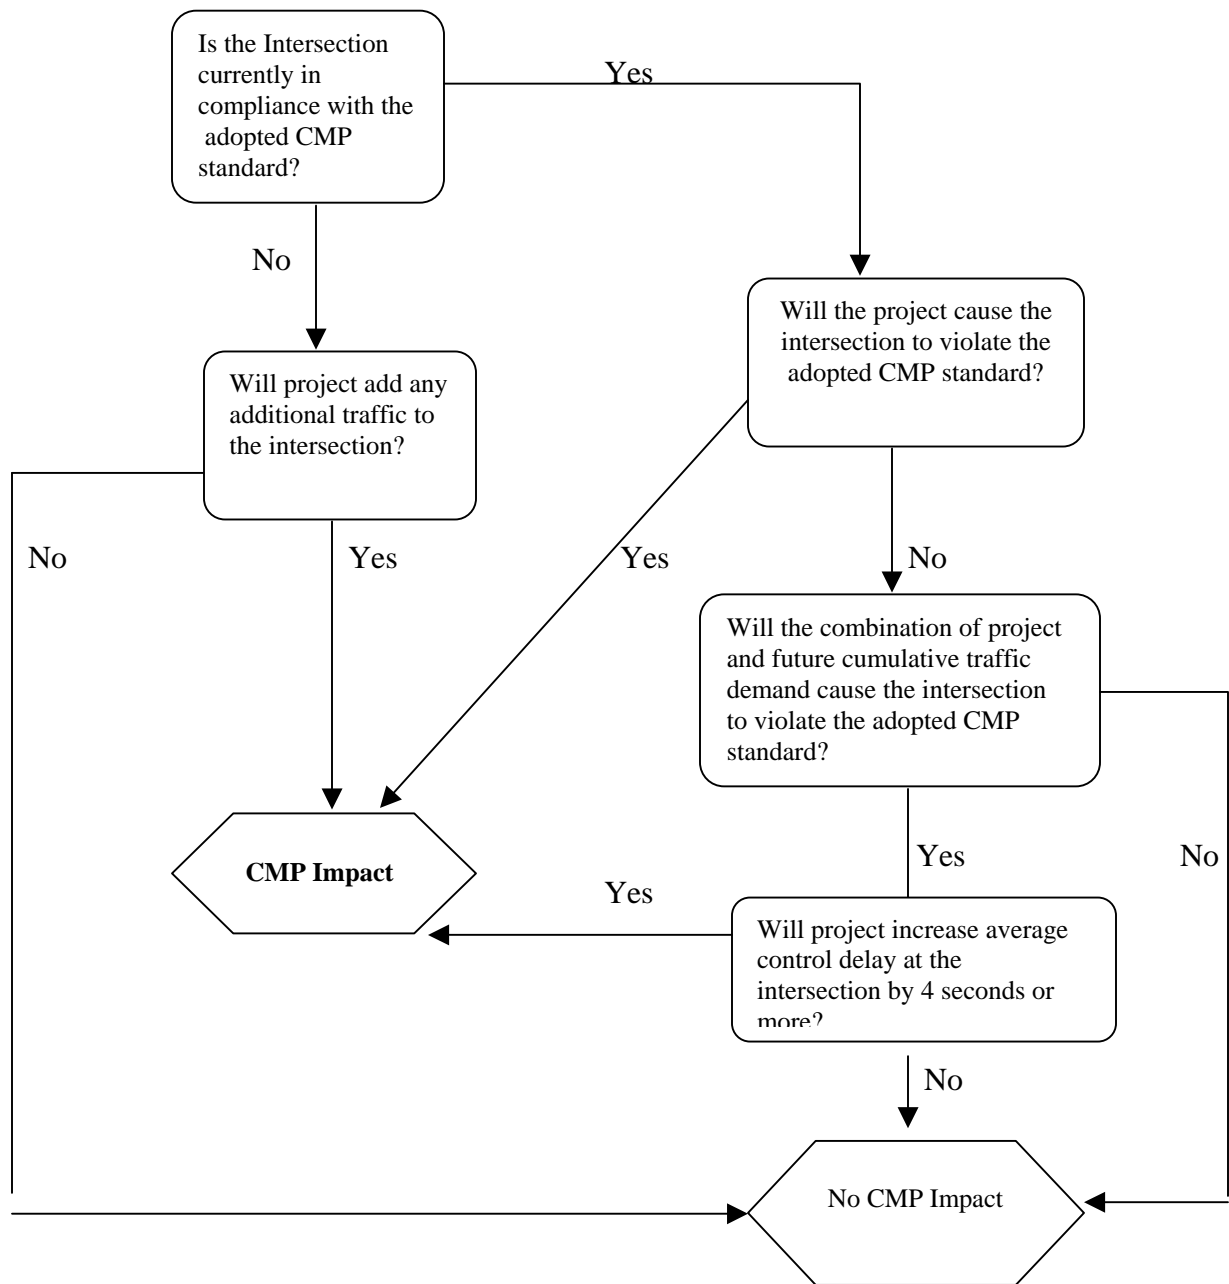 Is the Intersection
currently in
compliance with the
adopted CMP
standard?
Yes
No
Will the project cause the
intersection to violate the
adopted CMP standard?
Will project add any
additional traffic to
the intersection?
No
Yes
Yes
No
Will the combination of project
and future cumulative traffic
demand cause the intersection
to violate the adopted CMP
standard?
CMP Impact
Yes
Yes
No
Will project increase average
control delay at the
intersection by 4 seconds or
more?
No
No CMP Impact